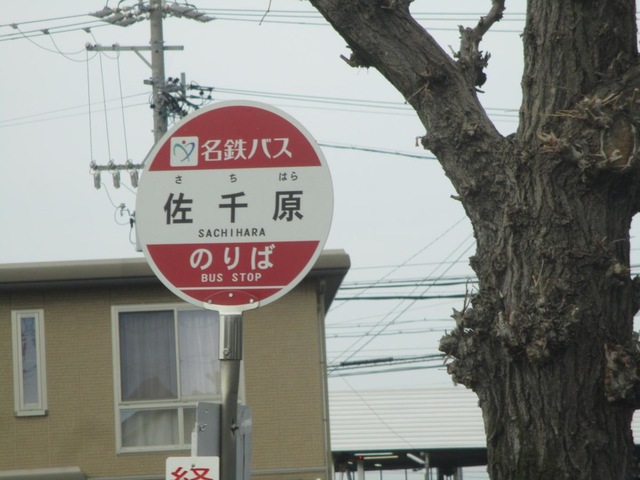 名鉄バス
さ ち はら
佐千原
SACHIHARA
のりば
BUS STOP